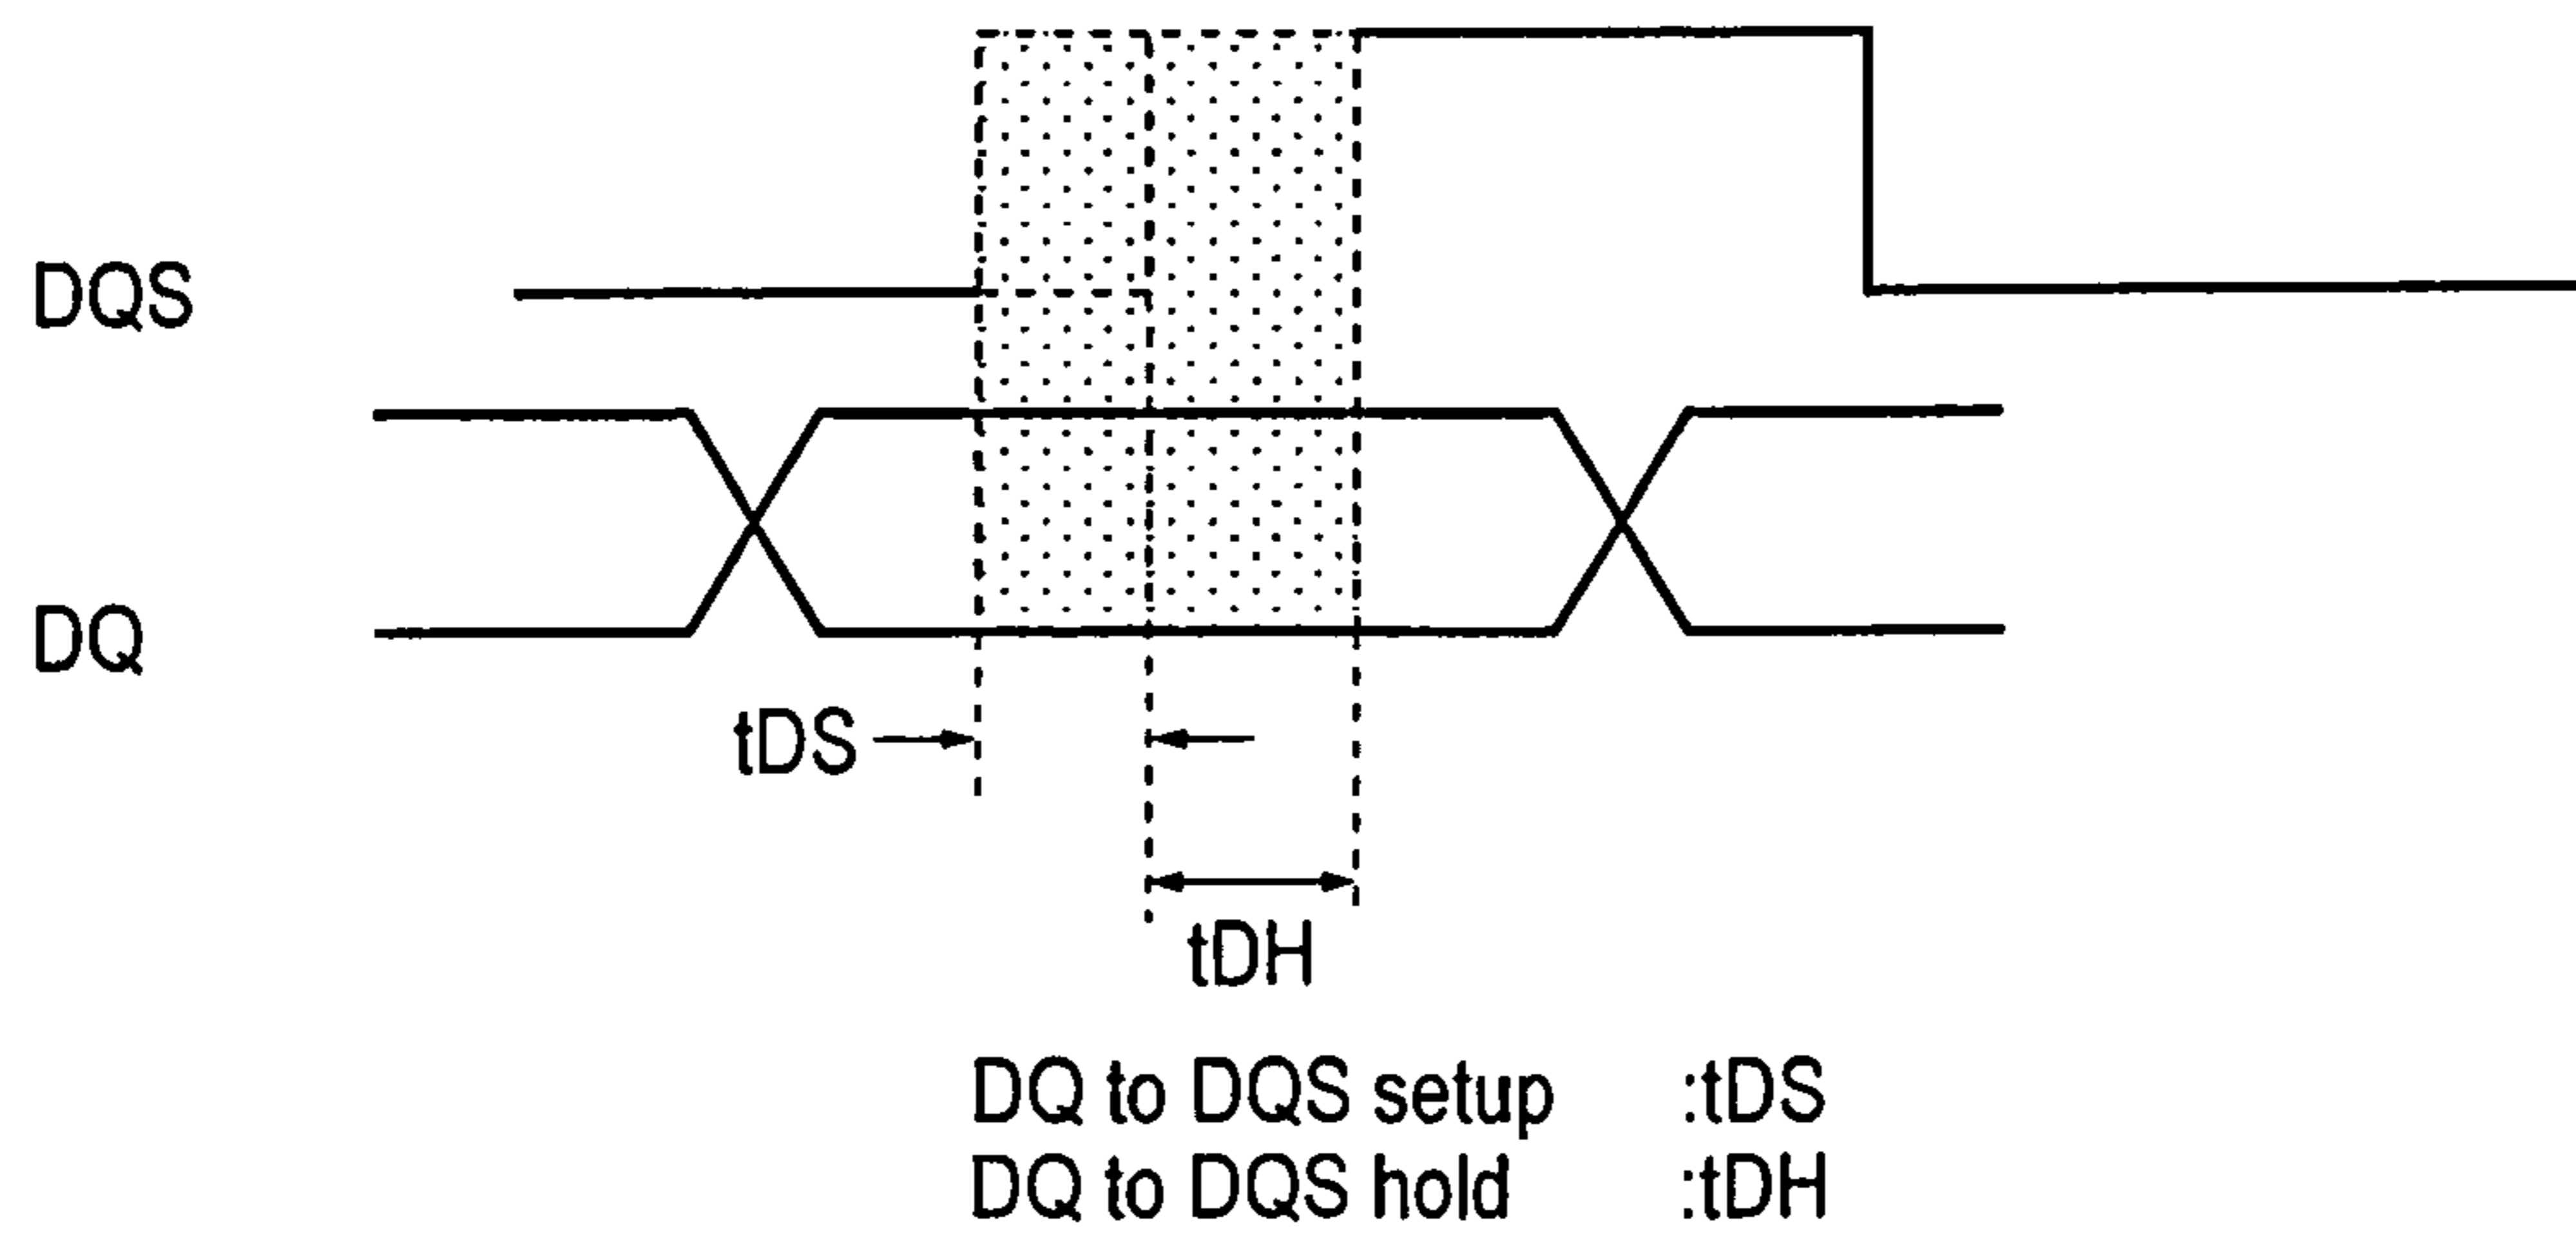 DQS
DQ
tDS
tDH
DQ to DQS setup :tDS
DQ to DQS hold :tDH